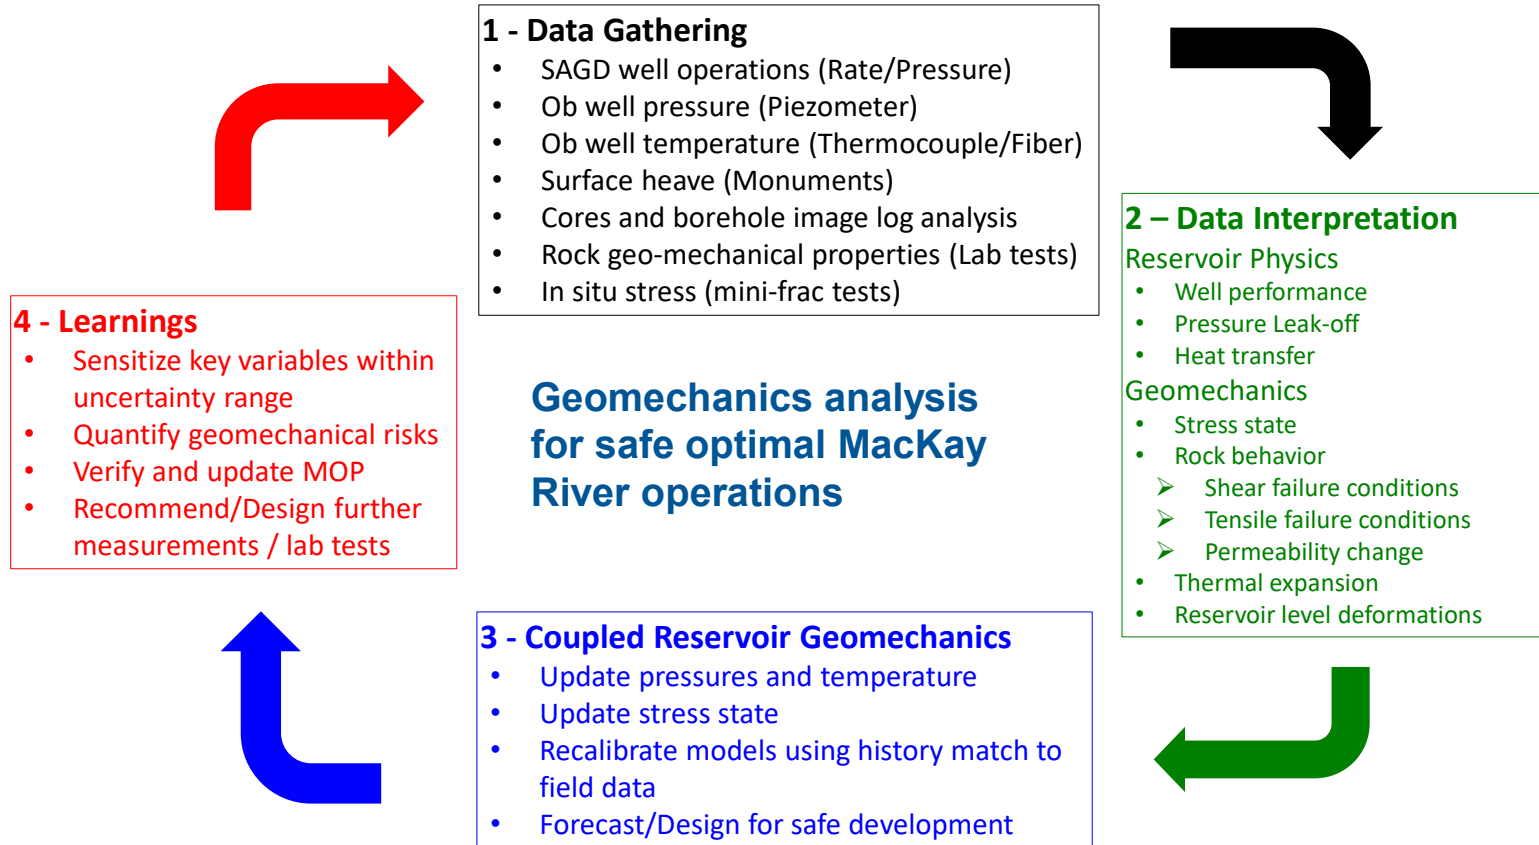 1 - Data Gathering
• SAGD well operations (Rate/Pressure)
• Ob well pressure (Piezometer)
• Ob well temperature (Thermocouple/Fiber)
• Surface heave (Monuments)
• Cores and borehole image log analysis
• Rock geo-mechanical properties (Lab tests)
• In situ stress (mini-frac tests)
2 – Data Interpretation
Reservoir Physics
• Well performance
• Pressure Leak-off
• Heat transfer
Geomechanics
• Stress state
• Rock behavior
➢ Shear failure conditions
➢ Tensile failure conditions
➢ Permeability change
• Thermal expansion
• Reservoir level deformations
3 - Coupled Reservoir Geomechanics
• Update pressures and temperature
• Update stress state
• Recalibrate models using history match to
field data
• Forecast/Design for safe development
4 - Learnings
• Sensitize key variables within
uncertainty range
• Quantify geomechanical risks
• Verify and update MOP
• Recommend/Design further
measurements / lab tests
Geomechanics analysis
for safe optimal MacKay
River operations